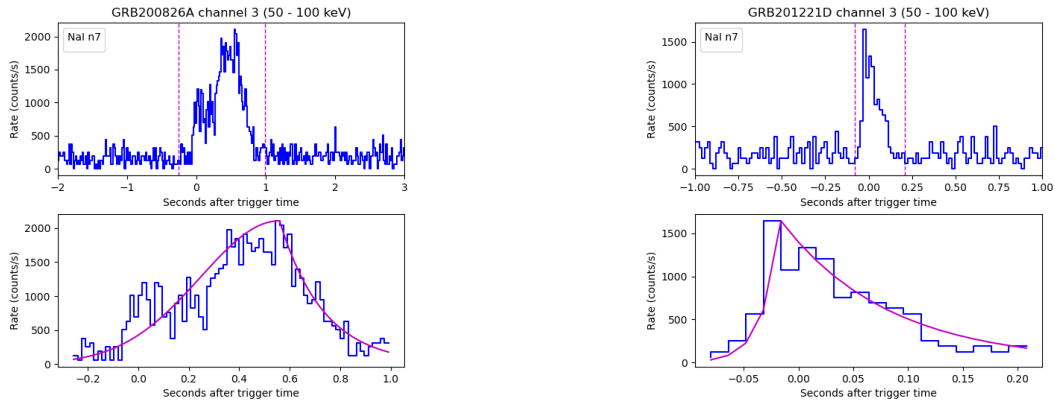 GRB200826A channel 3 (50 - 100 keV)
NaI n7
Rate (counts/s)
2000
1500
1000
500
0
−2 −1 0 1 2 3
Seconds after trigger time
Rate (counts/s)
2000
1500
1000
500
0
−0.2 0.0 0.2 0.4 0.6 0.8 1.0
Seconds after trigger time
GRB201221D channel 3 (50 - 100 keV)
NaI n7
Rate (counts/s)
1500
1000
500
0
−1.00 −0.75 −0.50 −0.25 0.00 0.25 0.50 0.75 1.00
Seconds after trigger time
Rate (counts/s)
1500
1000
500
0
−0.05 0.00 0.05 0.10 0.15 0.20
Seconds after trigger time